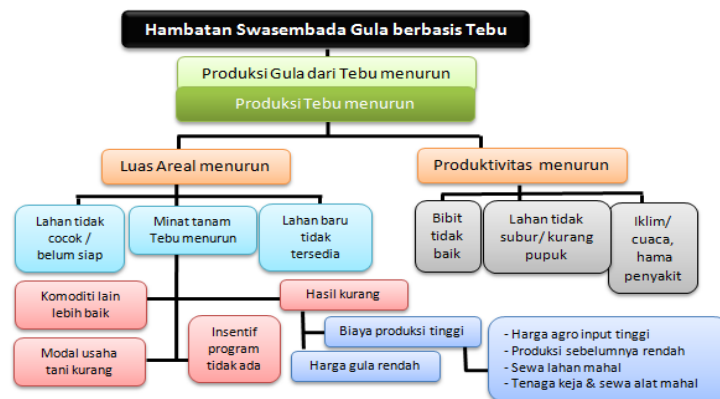 Hambatan Swasembada Gula berbasis Tebu
Produksi Gula dari Tebu menurun
Produksi Tebu menurun
Luas Areal menurun
Produktivitas menurun
Lahan tidak
cocok /
belum siap
Minat tanam
Tebu menurun
Lahan baru
tidak
tersedia
Bibit
tidak
baik
Lahan tidak
subur/ kurang
pupuk
Iklim/
cuaca,
hama
penyakit
Komoditi lain
lebih baik
Hasil kurang
Modal usaha
tani kurang
Insentif
program
tidak ada
Biaya produksi tinggi
Harga gula rendah
- Harga agro input tinggi
- Produksi sebelumnya rendah
- Sewa lahan mahal
- Tenaga keja & sewa alat mahal